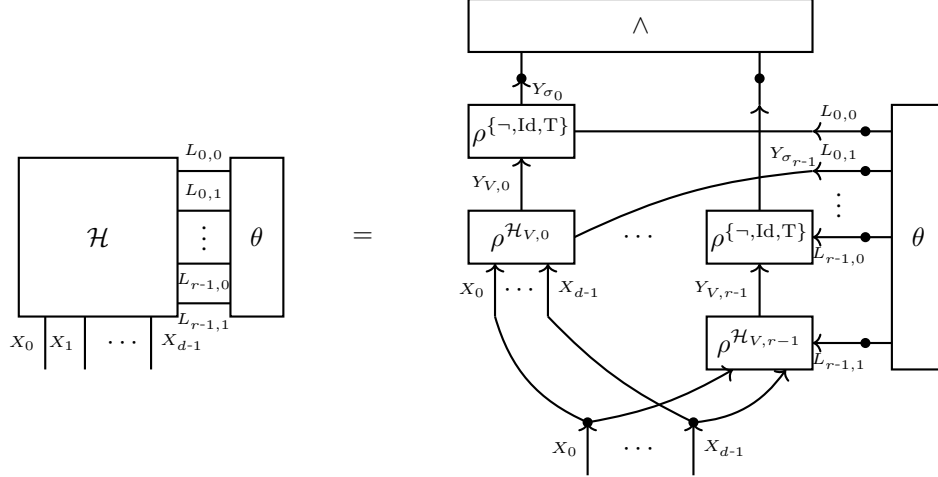 ∧
Y_{σ_0}
ρ^{\{¬,Id,T\}}
L_{0,0}
L_{0,0}
L_{0,1}
Y_{σ_{r-1}}
Y_{V,0}
L_{0,1}
⋮
H
⋮
θ
=
ρ^{H_{V,0}}
⋯
ρ^{\{¬,Id,T\}}
θ
L_{r-1,0}
L_{r-1,0}
X_0
⋯
X_{d-1}
Y_{V,r-1}
L_{r-1,1}
X_0
X_1
⋯
X_{d-1}
ρ^{H_{V,r-1}}
L_{r-1,1}
X_0
⋯
X_{d-1}